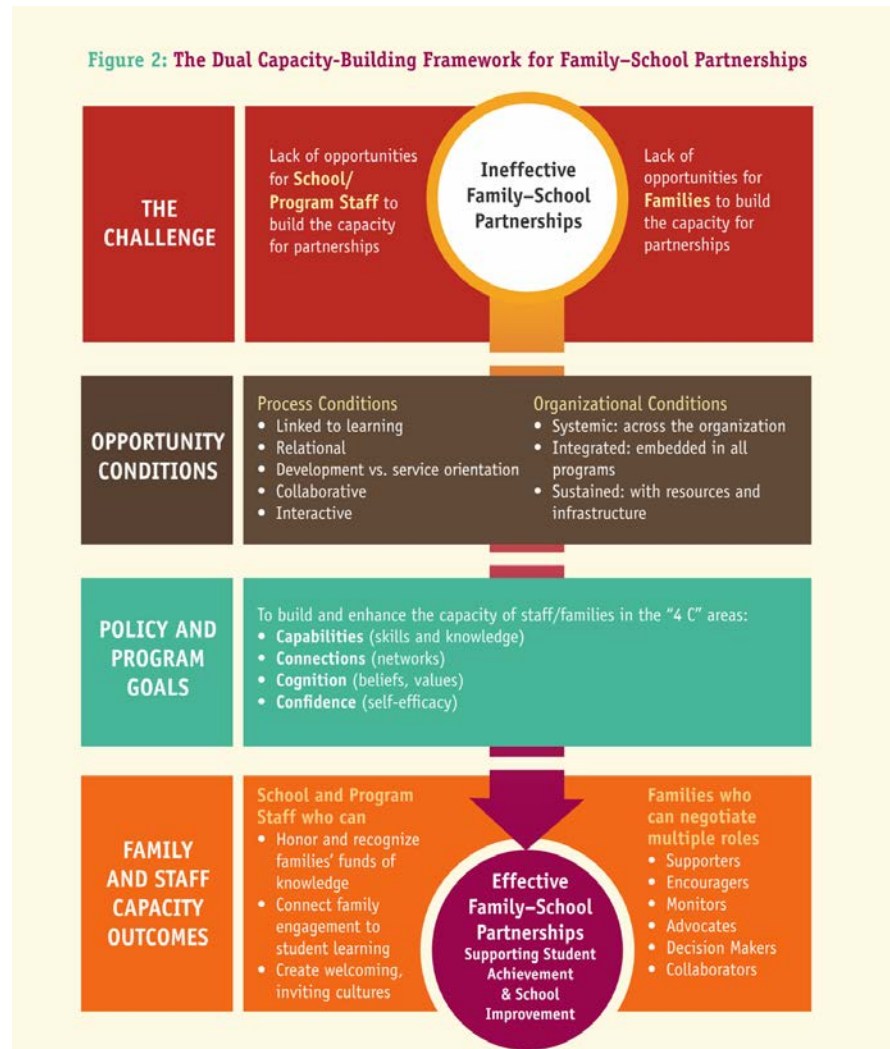 Figure 2: The Dual Capacity-Building Framework for Family–School Partnerships
THE
CHALLENGE
Lack of opportunities
for School/
Program Staff to
build the capacity
for partnerships
Ineffective
Family–School
Partnerships
Lack of
opportunities for
Families to build
the capacity for
partnerships
OPPORTUNITY
CONDITIONS
Process Conditions
• Linked to learning
• Relational
• Development vs. service orientation
• Collaborative
• Interactive
Organizational Conditions
• Systemic: across the organization
• Integrated: embedded in all
programs
• Sustained: with resources and
infrastructure
POLICY AND
PROGRAM
GOALS
To build and enhance the capacity of staff/families in the “4 C” areas:
• Capabilities (skills and knowledge)
• Connections (networks)
• Cognition (beliefs, values)
• Confidence (self-efficacy)
FAMILY
AND STAFF
CAPACITY
OUTCOMES
School and Program
Staff who can
• Honor and recognize
families’ funds of
knowledge
• Connect family
engagement to
student learning
• Create welcoming,
inviting cultures
Effective
Family–School
Partnerships
Supporting Student
Achievement
& School
Improvement
Families who
can negotiate
multiple roles
• Supporters
• Encouragers
• Monitors
• Advocates
• Decision Makers
• Collaborators